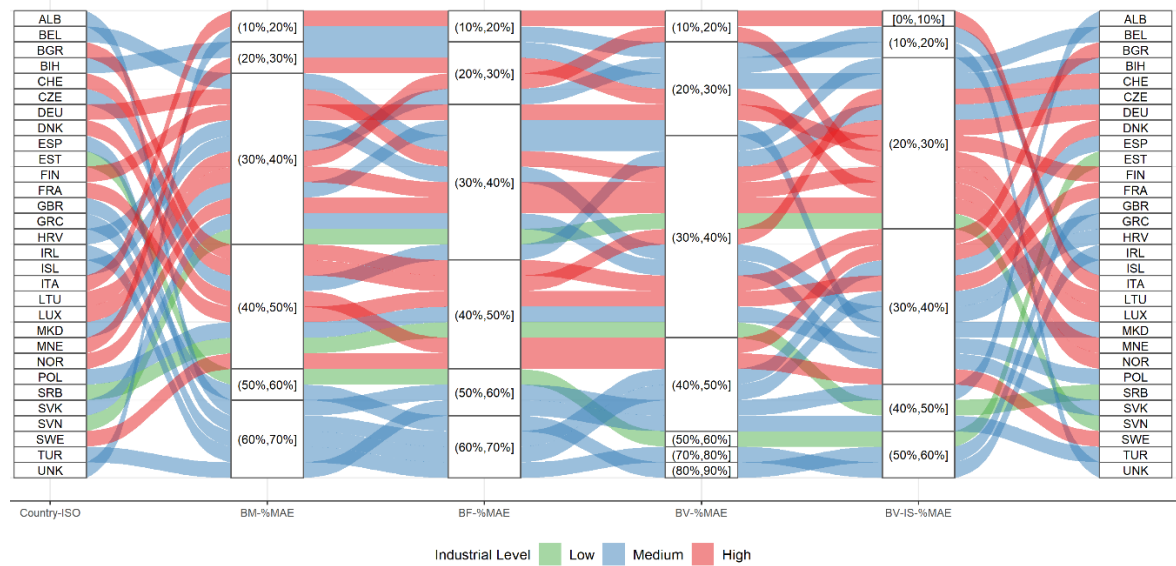 ALB
BEL
BGR
BIH
CHE
CZE
DEU
DNK
ESP
EST
FIN
FRA
GBR
GRC
HRV
IRL
ISL
ITA
LTU
LUX
MKD
MNE
NOR
POL
SRB
SVK
SVN
SWE
TUR
UNK
(10%,20%]
(20%,30%]
(30%,40%]
(40%,50%]
(50%,60%]
(60%,70%]
(10%,20%]
(20%,30%]
(30%,40%]
(40%,50%]
(50%,60%]
(60%,70%]
(10%,20%]
(20%,30%]
(30%,40%]
(40%,50%]
(50%,60%]
(70%,80%]
(80%,90%]
[0%,10%]
(10%,20%]
(20%,30%]
(30%,40%]
(40%,50%]
(50%,60%]
ALB
BEL
BGR
BIH
CHE
CZE
DEU
DNK
ESP
EST
FIN
FRA
GBR
GRC
HRV
IRL
ISL
ITA
LTU
LUX
MKD
MNE
NOR
POL
SRB
SVK
SVN
SWE
TUR
UNK
Country-ISO BM-%MAE BF-%MAE BV-%MAE BV-IS-%MAE
Industrial Level Low Medium High